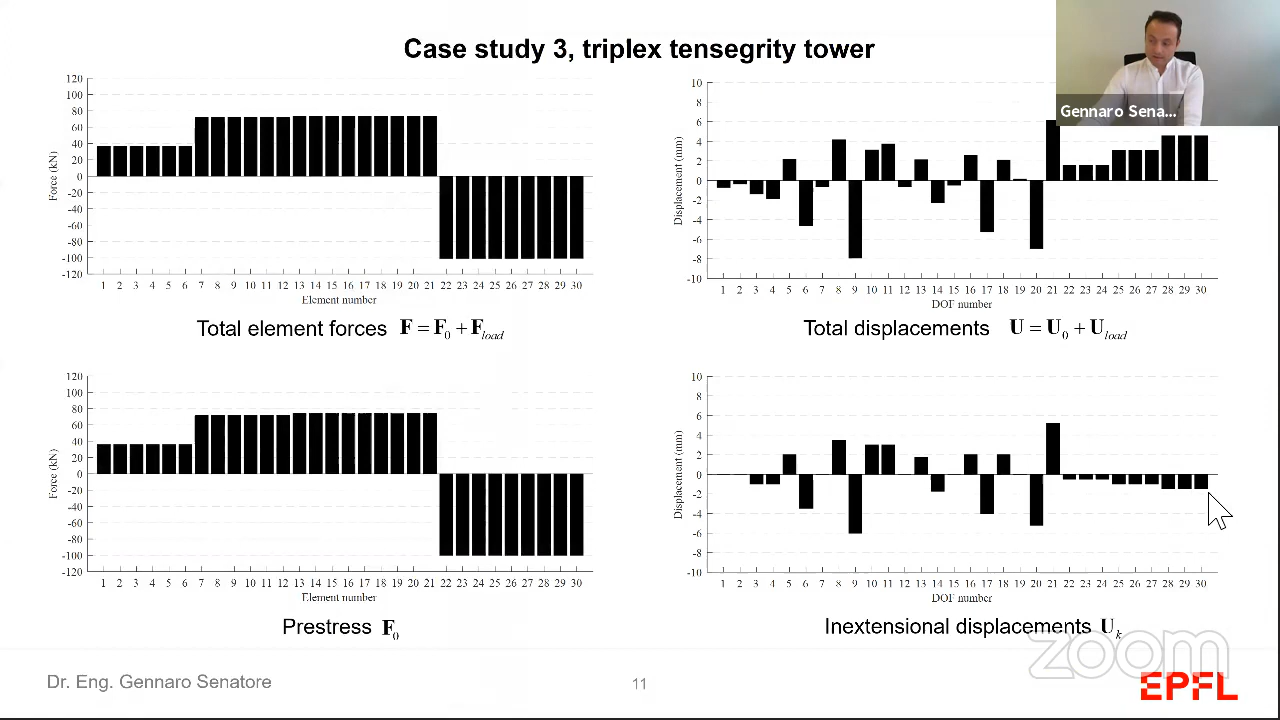 Case study 3, triplex tensegrity tower
Gennaro Sena...
120
100
80
60
40
20
0
-20
-40
-60
-80
-100
-120
Force (kN)
1 2 3 4 5 6 7 8 9 10 11 12 13 14 15 16 17 18 19 20 21 22 23 24 25 26 27 28 29 30
Element number
Total element forces F = F0 + Fload
10
8
6
4
2
0
-2
-4
-6
-8
-10
Displacement (mm)
1 2 3 4 5 6 7 8 9 10 11 12 13 14 15 16 17 18 19 20 21 22 23 24 25 26 27 28 29 30
DOF number
Total displacements U = U0 + Uload
120
100
80
60
40
20
0
-20
-40
-60
-80
-100
-120
Force (kN)
1 2 3 4 5 6 7 8 9 10 11 12 13 14 15 16 17 18 19 20 21 22 23 24 25 26 27 28 29 30
Element number
Prestress F0
10
8
6
4
2
0
-2
-4
-6
-8
-10
Displacement (mm)
1 2 3 4 5 6 7 8 9 10 11 12 13 14 15 16 17 18 19 20 21 22 23 24 25 26 27 28 29 30
DOF number
Inextensional displacements Uk
zoom
Dr. Eng. Gennaro Senatore
11
EPFL